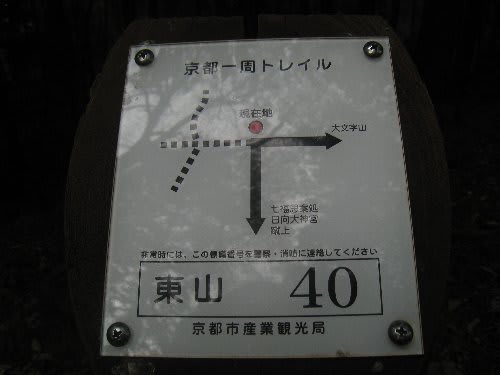 京都一周トレイル
現在地
大文字山
七福思案処
日向大神宮
蹴上
非常時には、この標識番号を警察・消防に連絡してください
東山 40
京都市産業観光局